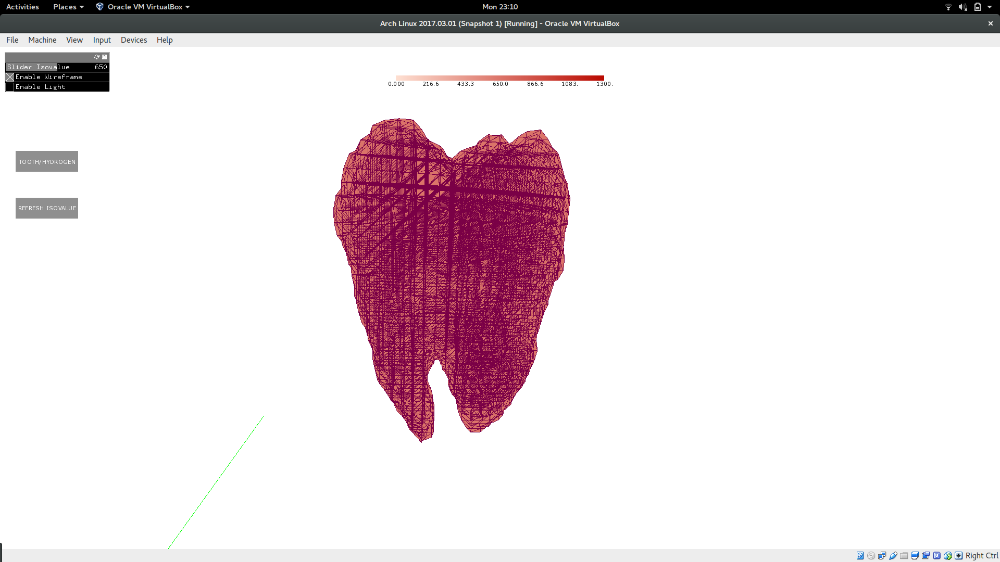 Activities Places Oracle VM VirtualBox Mon 23:10
Arch Linux 2017.03.01 (Snapshot 1) [Running] - Oracle VM VirtualBox
File Machine View Input Devices Help
Slider Isovalue 650
Enable Wireframe
Enable Light
0.000 216.6 433.3 650.0 866.6 1083. 1300.
TOOTH/HYDROGEN
REFRESH ISOVALUE
Right Ctrl